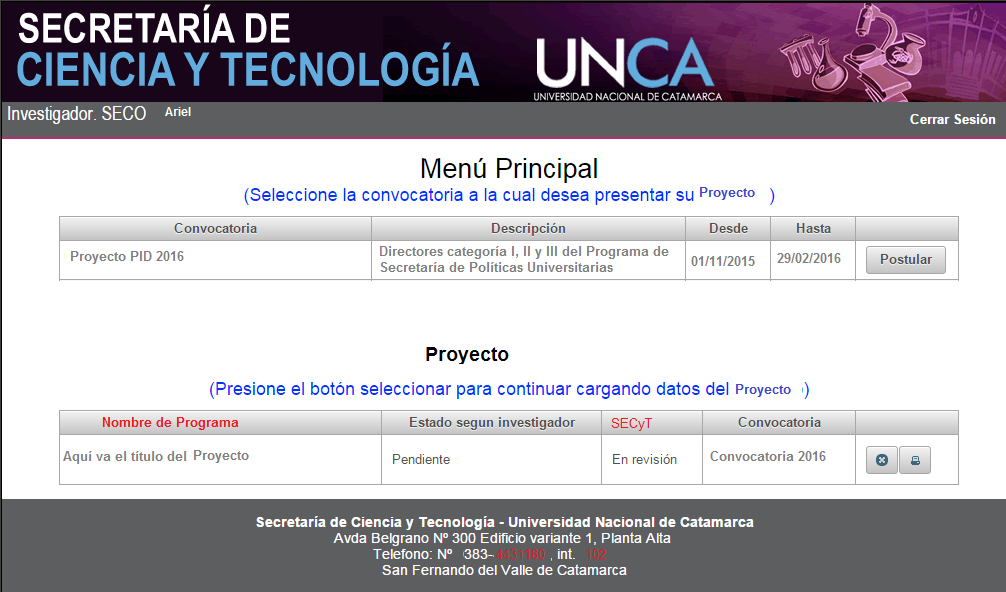 SECRETARÍA DE
CIENCIA Y TECNOLOGÍA
UNCA
UNIVERSIDAD NACIONAL DE CATAMARCA
Investigador. SECO Ariel
Cerrar Sesión
Menú Principal
(Seleccione la convocatoria a la cual desea presentar su Proyecto )
Convocatoria Descripción Desde Hasta
Proyecto PID 2016 Directores categoría I, II y III del Programa de 01/11/2015 29/02/2016 Postular
Secretaría de Políticas Universitarias
Proyecto
(Presione el botón seleccionar para continuar cargando datos del Proyecto )
Nombre de Programa Estado segun investigador SECyT Convocatoria
Aquí va el título del Proyecto Pendiente En revisión Convocatoria 2016
Secretaría de Ciencia y Tecnología - Universidad Nacional de Catamarca
Avda Belgrano Nº 300 Edificio variante 1, Planta Alta
Telefono: Nº 383- , int. 102
San Fernando del Valle de Catamarca